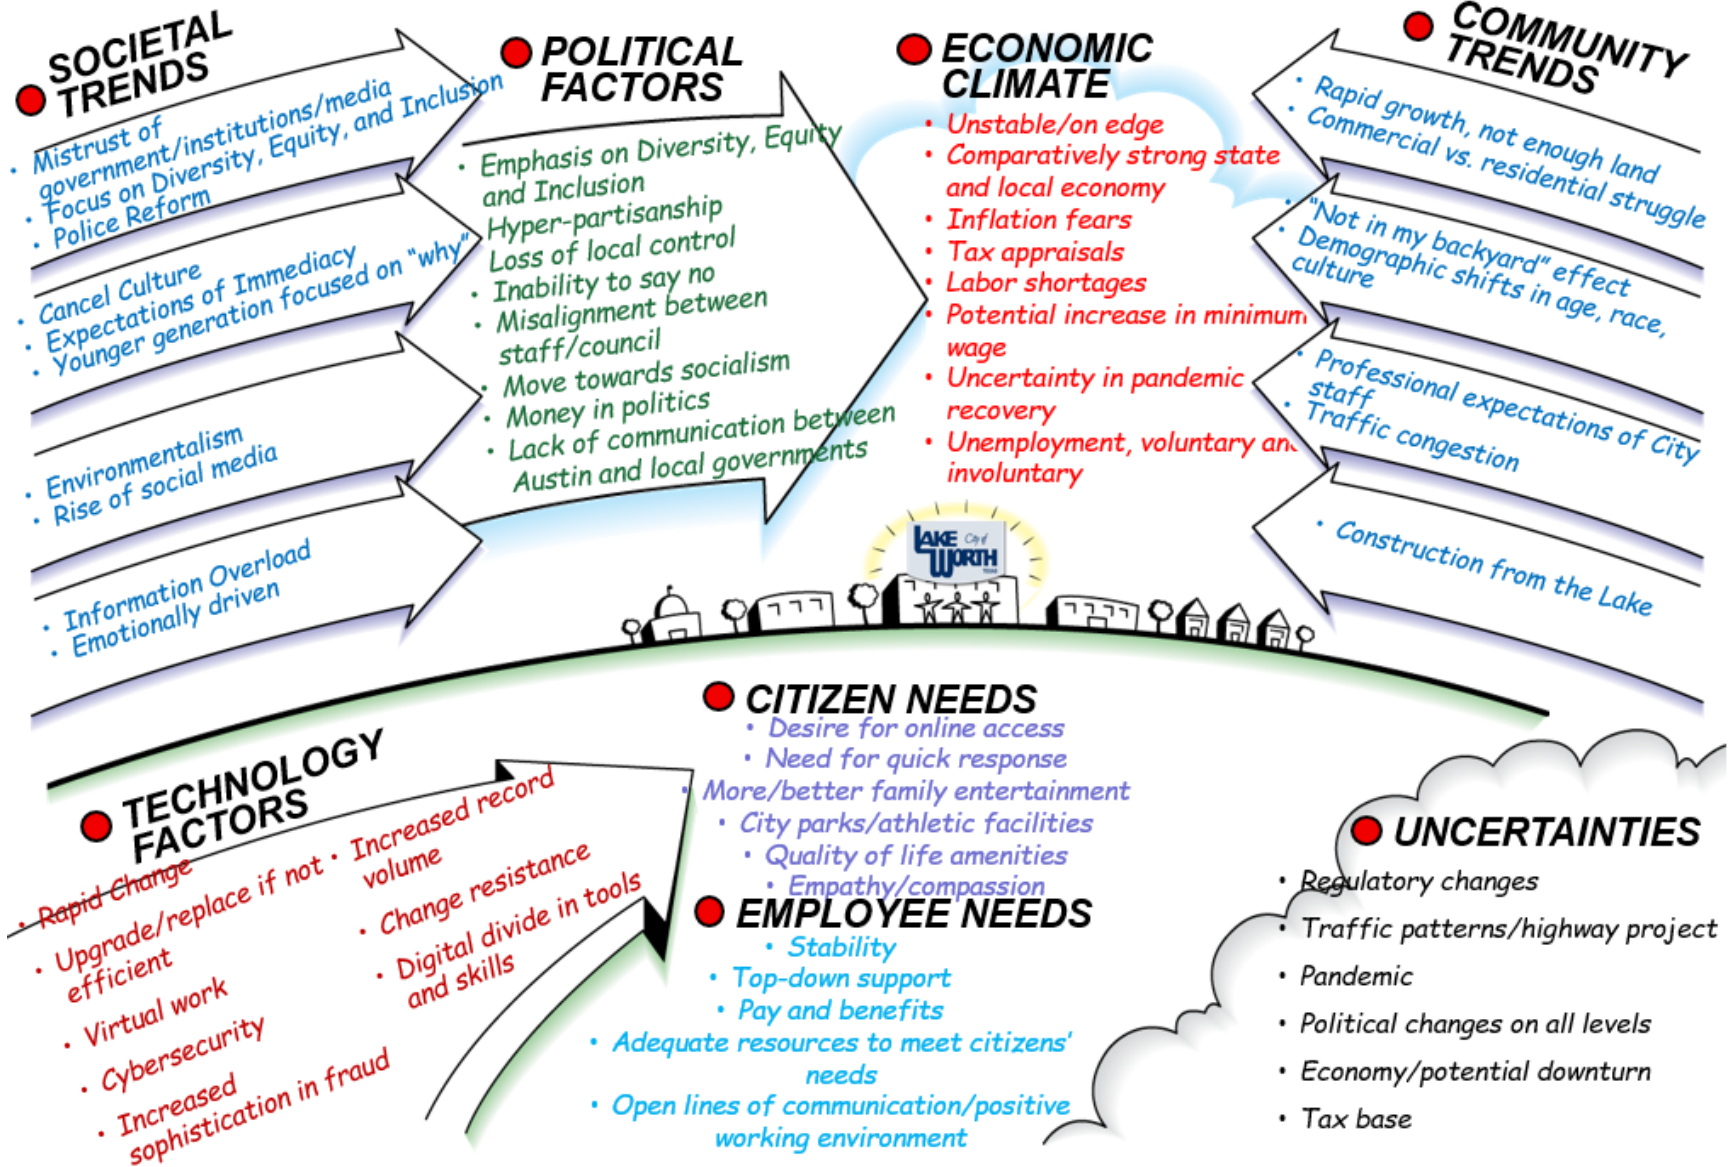 SOCIETAL
TRENDS
• Mistrust of
government/institutions/media
• Focus on Diversity, Equity, and Inclusion
• Police Reform
• Cancel Culture
• Expectations of Immediacy
• Younger generation focused on “why”
• Environmentalism
• Rise of social media
• Information Overload
• Emotionally driven
POLITICAL
FACTORS
• Emphasis on Diversity, Equity
and Inclusion
Hyper-partisanship
Loss of local control
• Inability to say no
• Misalignment between
staff/council
• Move towards socialism
• Money in politics
• Lack of communication between
Austin and local governments
ECONOMIC
CLIMATE
• Unstable/on edge
• Comparatively strong state
and local economy
• Inflation fears
• Tax appraisals
• Labor shortages
• Potential increase in minimum
wage
• Uncertainty in pandemic
recovery
• Unemployment, voluntary and
involuntary
COMMUNITY
TRENDS
• Rapid growth, not enough land
• Commercial vs. residential struggle
• “Not in my backyard” effect
• Demographic shifts in age, race,
culture
• Professional expectations of City
staff
• Traffic congestion
• Construction from the Lake
City of
LAKE
WORTH
TEXAS
CITIZEN NEEDS
• Desire for online access
• Need for quick response
• More/better family entertainment
• City parks/athletic facilities
• Quality of life amenities
• Empathy/compassion
EMPLOYEE NEEDS
• Stability
• Top-down support
• Pay and benefits
• Adequate resources to meet citizens’
needs
• Open lines of communication/positive
working environment
TECHNOLOGY
FACTORS
• Rapid Change
• Upgrade/replace if not
efficient
• Virtual work
• Cybersecurity
• Increased
sophistication in fraud
• Increased record
volume
• Change resistance
• Digital divide in tools
and skills
UNCERTAINTIES
• Regulatory changes
• Traffic patterns/highway project
• Pandemic
• Political changes on all levels
• Economy/potential downturn
• Tax base